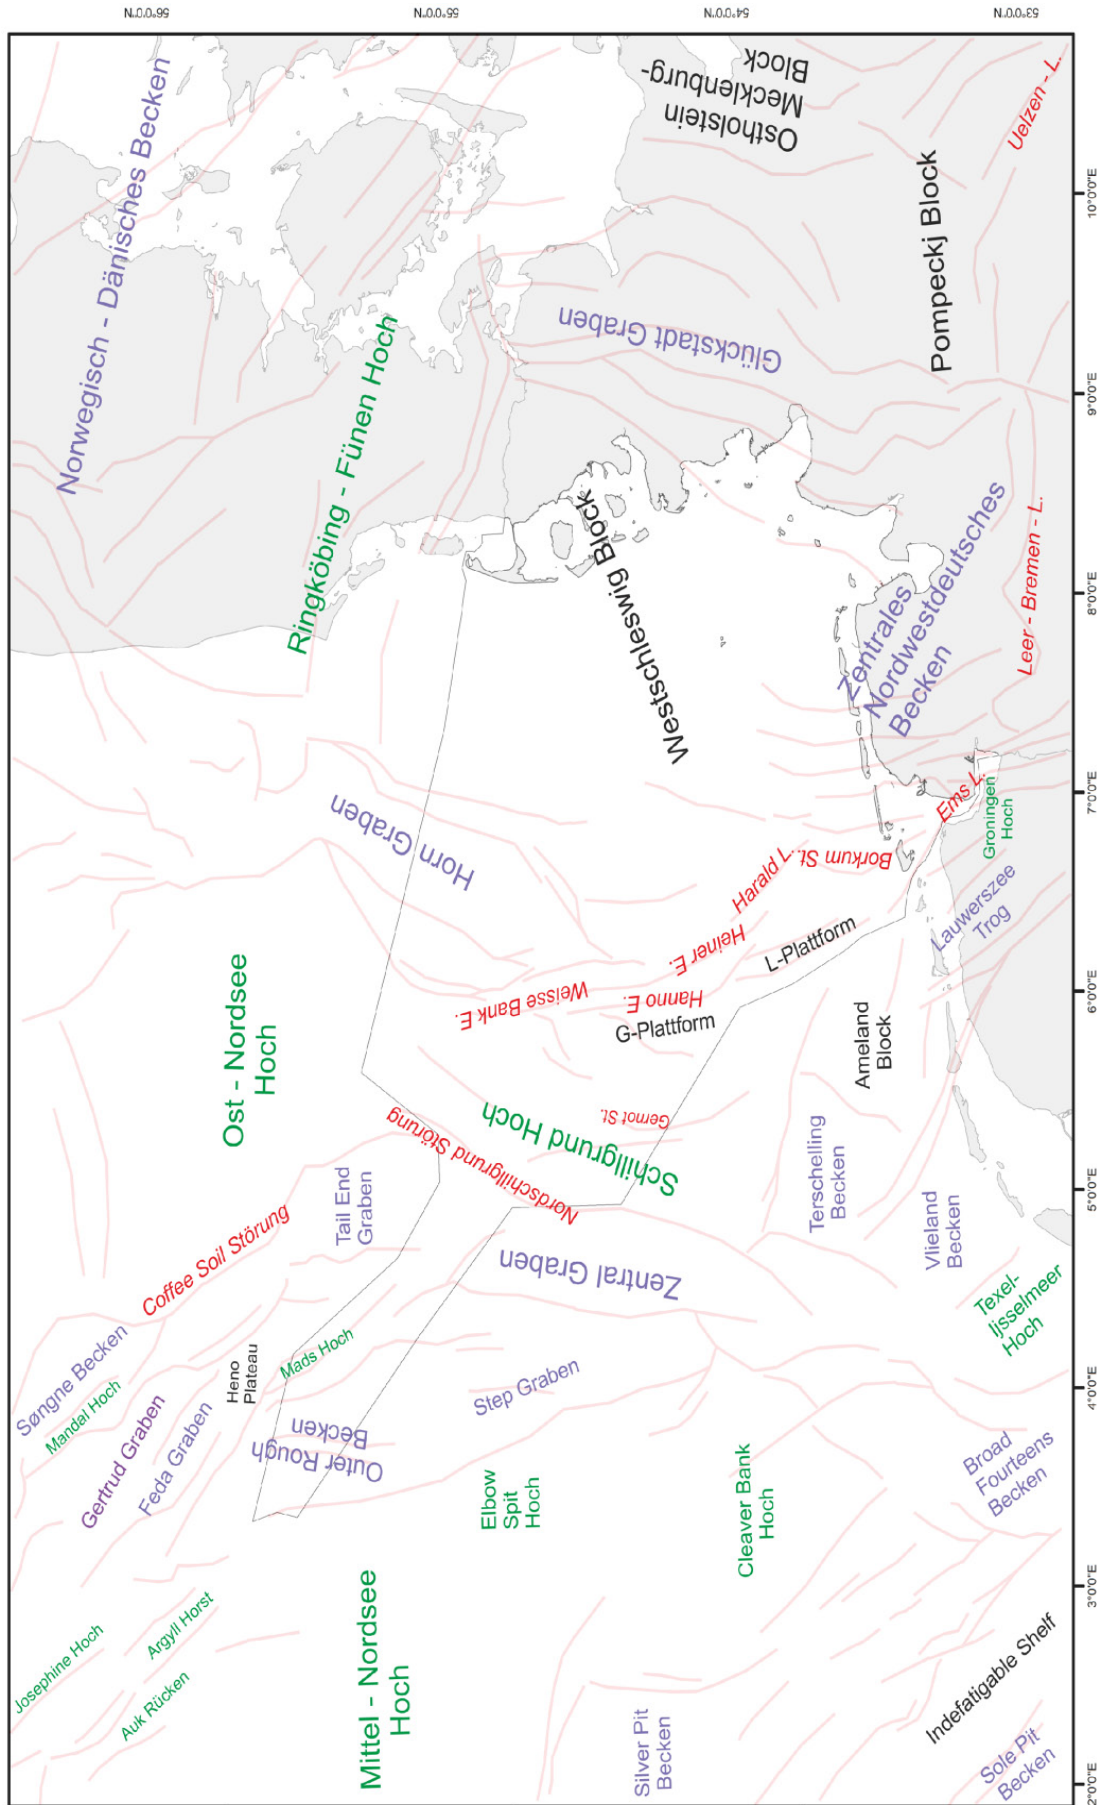 56°0'0"N
55°0'0"N
54°0'0"N
53°0'0"N
Norwegisch - Dänisches Becken
Ostholstein
Mecklenburg-
Block
Uelzen - L.
Pompeckj Block
10°0'0"E
Ringköbing - Fünen Hoch
Glückstadt Graben
9°0'0"E
Westschleswig Block
Zentrales
Nordwestdeutsches
Becken
Leer - Bremen - L.
8°0'0"E
Horn Graben
Harald L.
Borkum St.
Ems L.
Groningen
Hoch
7°0'0"E
Ost - Nordsee
Hoch
Weisse Bank E.
Heiner E.
Hanno E.
G-Plattform
L-Plattform
Lauwerszee
Trog
6°0'0"E
Ameland
Block
Schillgrund Hoch
Gernot St.
Nordschillgrund Störung
Tail End
Graben
Coffee Soil Störung
Terschelling
Becken
Vlieland
Becken
5°0'0"E
Zentral Graben
Texel-
Ijsselmeer
Hoch
Søngne Becken
Mandal Hoch
Gertrud Graben
Feda Graben
Heno
Plateau
Mads Hoch
Step Graben
4°0'0"E
Outer Rough
Becken
Elbow
Spit
Hoch
Cleaver Bank
Hoch
Broad
Fourteens
Becken
3°0'0"E
Josephine Hoch
Argyll Horst
Auk Rücken
Mittel - Nordsee
Hoch
Silver Pit
Becken
Indefatigable Shelf
Sole Pit
Becken
2°0'0"E